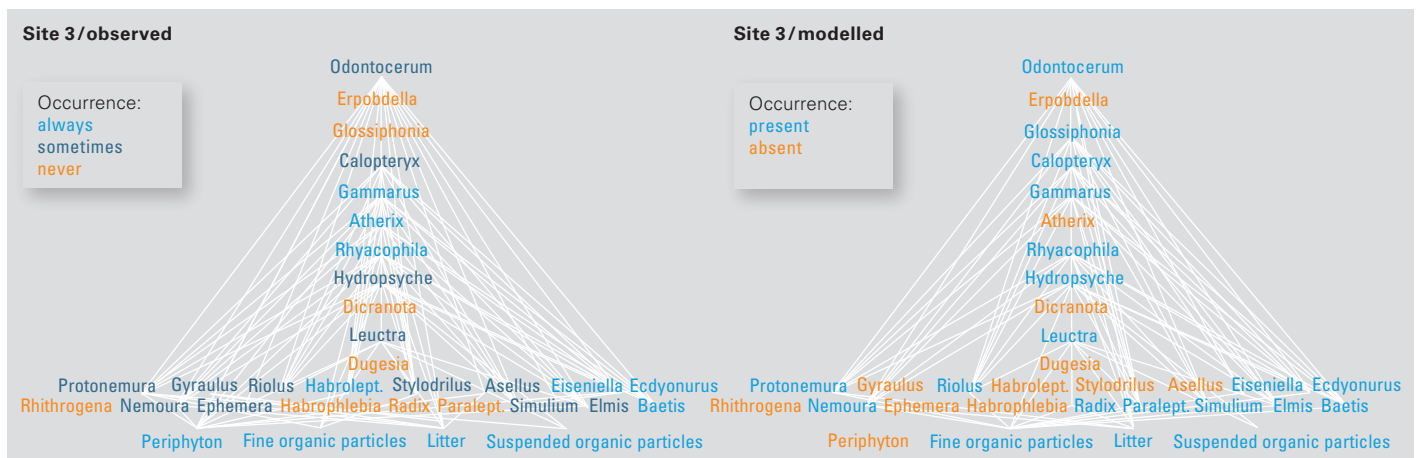 Site 3/observed
Occurrence:
always
sometimes
never
Odontocerum
Erpobdella
Glossiphonia
Calopteryx
Gammarus
Atherix
Rhyacophila
Hydropsyche
Dicranota
Leuctra
Dugesia
Protonemura Gyraulus Riolus Habrolept. Stylodrilus Asellus Eiseniella Ecdyonurus
Rhithrogena Nemoura Ephemera Habrophlebia Radix Paralept. Simulium Elmis Baetis
Periphyton Fine organic particles Litter Suspended organic particles
Site 3/modelled
Occurrence:
present
absent
Odontocerum
Erpobdella
Glossiphonia
Calopteryx
Gammarus
Atherix
Rhyacophila
Hydropsyche
Dicranota
Leuctra
Dugesia
Protonemura Gyraulus Riolus Habrolept. Stylodrilus Asellus Eiseniella Ecdyonurus
Rhithrogena Nemoura Ephemera Habrophlebia Radix Paralept. Simulium Elmis Baetis
Periphyton Fine organic particles Litter Suspended organic particles